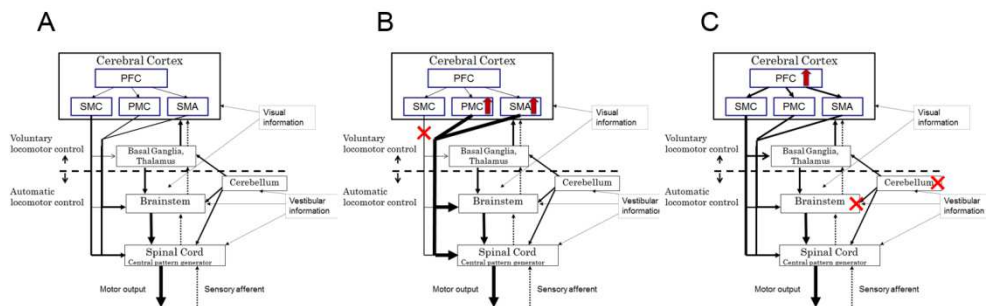 A
Cerebral Cortex
PFC
SMC PMC SMA
Visual
information
Voluntary
locomotor control
Basal Ganglia,
Thalamus
Automatic
locomotor control
Cerebellum
Brainstem
Vestibular
information
Spinal Cord
Central pattern generator
Motor output
Sensory afferent
B
Cerebral Cortex
PFC
SMC PMC SMA
Visual
information
Voluntary
locomotor control
Basal Ganglia,
Thalamus
Automatic
locomotor control
Cerebellum
Brainstem
Vestibular
information
Spinal Cord
Central pattern generator
Motor output
Sensory afferent
C
Cerebral Cortex
PFC
SMC PMC SMA
Visual
information
Voluntary
locomotor control
Basal Ganglia,
Thalamus
Automatic
locomotor control
Cerebellum
Brainstem
Vestibular
information
Spinal Cord
Central pattern generator
Motor output
Sensory afferent